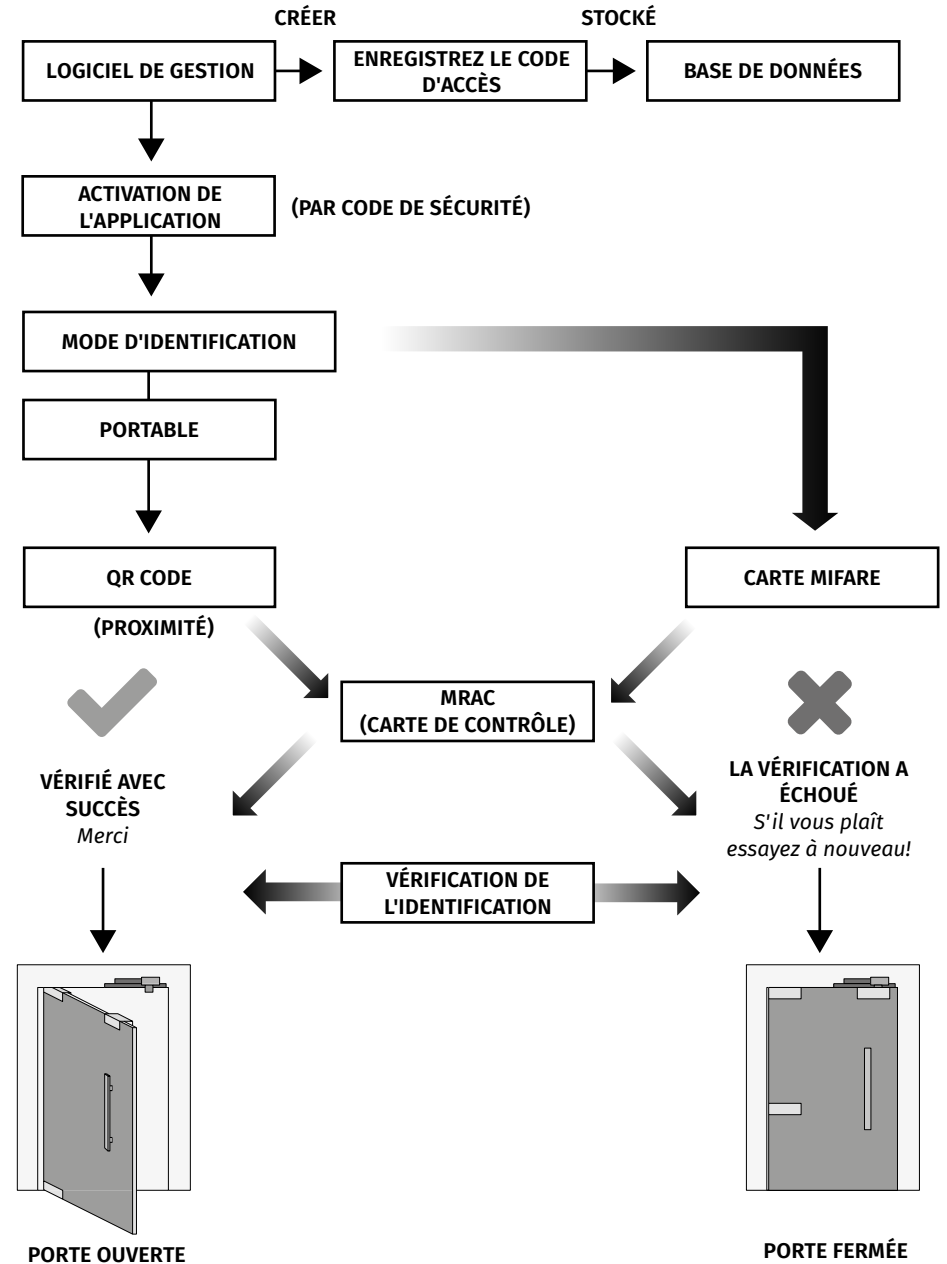 CRÉER
STOCKÉ
LOGICIEL DE GESTION
ENREGISTREZ LE CODE
D'ACCÈS
BASE DE DONNÉES
ACTIVATION DE
L'APPLICATION
(PAR CODE DE SÉCURITÉ)
MODE D'IDENTIFICATION
PORTABLE
QR CODE
CARTE MIFARE
(PROXIMITÉ)
MRAC
(CARTE DE CONTRÔLE)
VÉRIFIÉ AVEC
SUCCÈS
Merci
LA VÉRIFICATION A
ÉCHOUÉ
S'il vous plaît
essayez à nouveau!
VÉRIFICATION DE
L'IDENTIFICATION
PORTE OUVERTE
PORTE FERMÉE